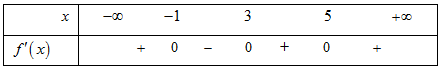 x −∞ −1 3 5 +∞
f′(x) + 0 − 0 + 0 +